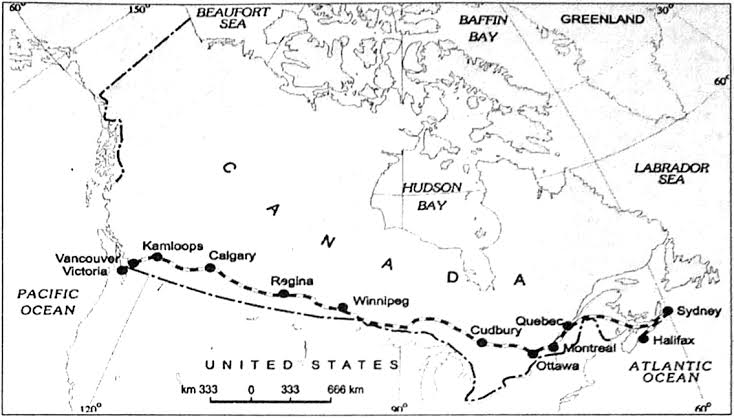 60°
150°
BEAUFORT
SEA
BAFFIN
BAY
GREENLAND
30°
60°
LABRADOR
SEA
HUDSON
BAY
C A N A D A
Kamloops
Vancouver
Victoria
Calgary
Regina
Winnipeg
PACIFIC
OCEAN
Cudbury
Quebec
Montreal
Ottawa
Sydney
Halifax
ATLANTIC
OCEAN
UNITED STATES
km 333 0 333 666 km
120°
90°
60°